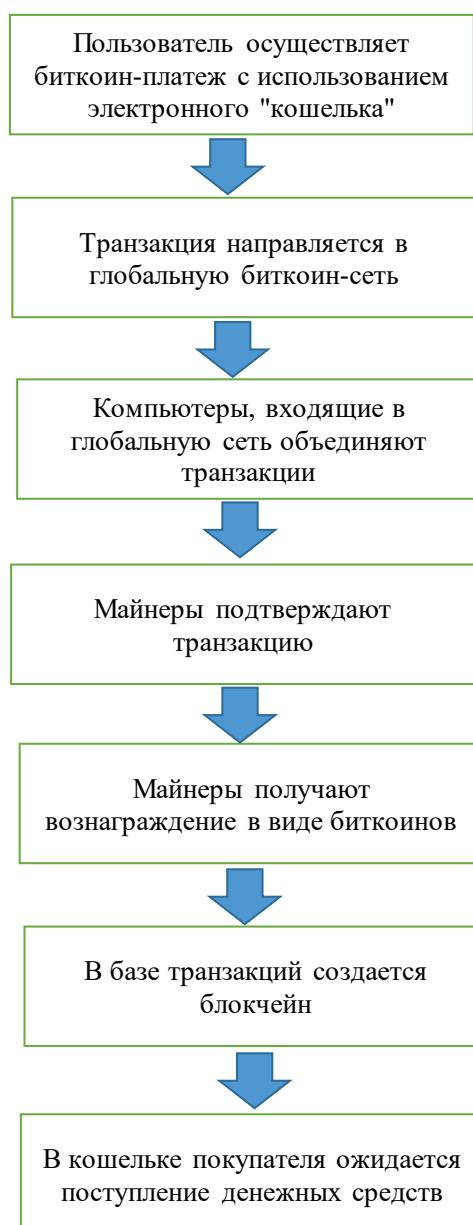 Пользователь осуществляет
биткоин-платеж с использованием
электронного "кошелька"
Транзакция направляется в
глобальную биткоин-сеть
Компьютеры, входящие в
глобальную сеть объединяют
транзакции
Майнеры подтверждают
транзакцию
Майнеры получают
вознаграждение в виде биткоинов
В базе транзакций создается
блокчейн
В кошельке покупателя ожидается
поступление денежных средств